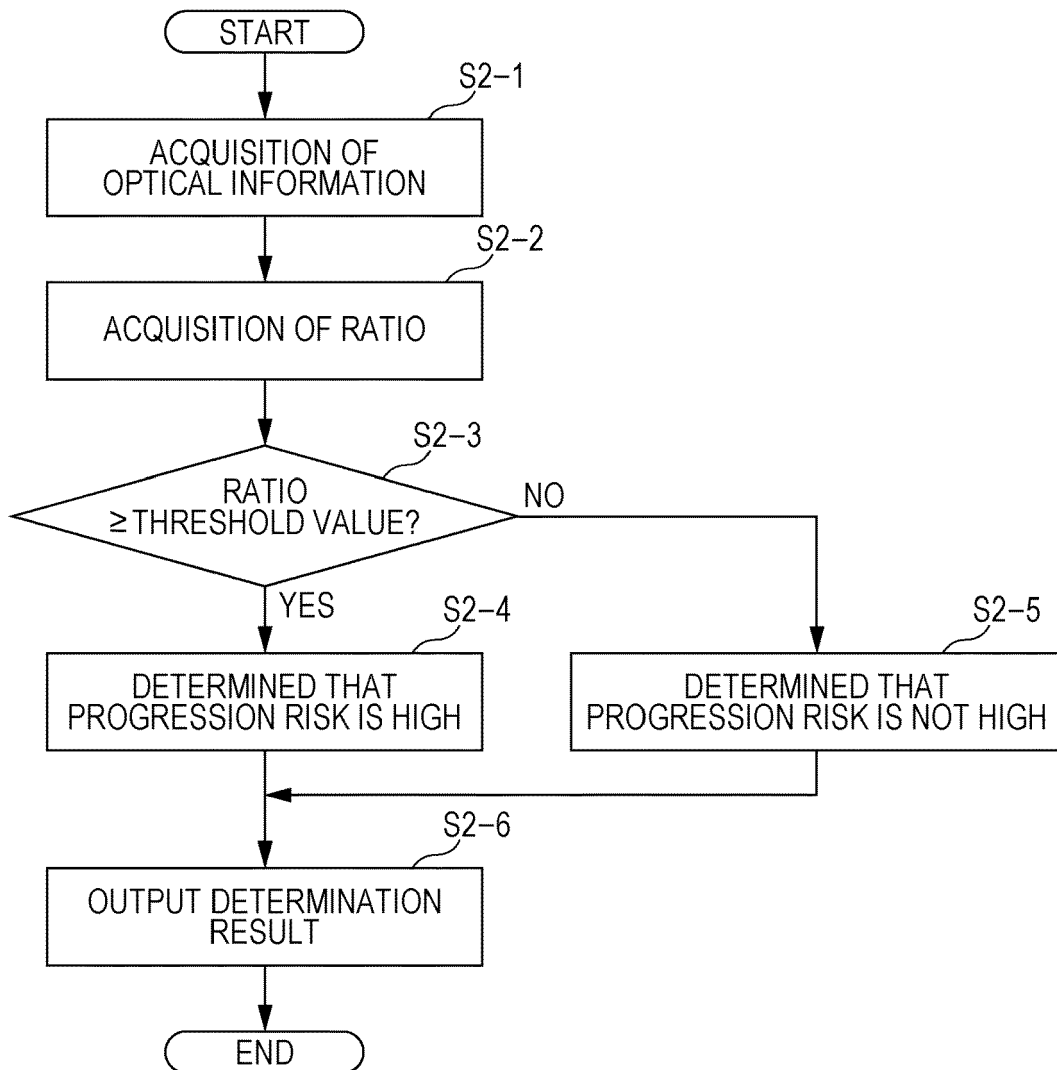 START
S2-1
ACQUISITION OF
OPTICAL INFORMATION
S2-2
ACQUISITION OF RATIO
S2-3
RATIO
≥ THRESHOLD VALUE?
NO
YES
S2-4
DETERMINED THAT
PROGRESSION RISK IS HIGH
S2-5
DETERMINED THAT
PROGRESSION RISK IS NOT HIGH
S2-6
OUTPUT DETERMINATION
RESULT
END